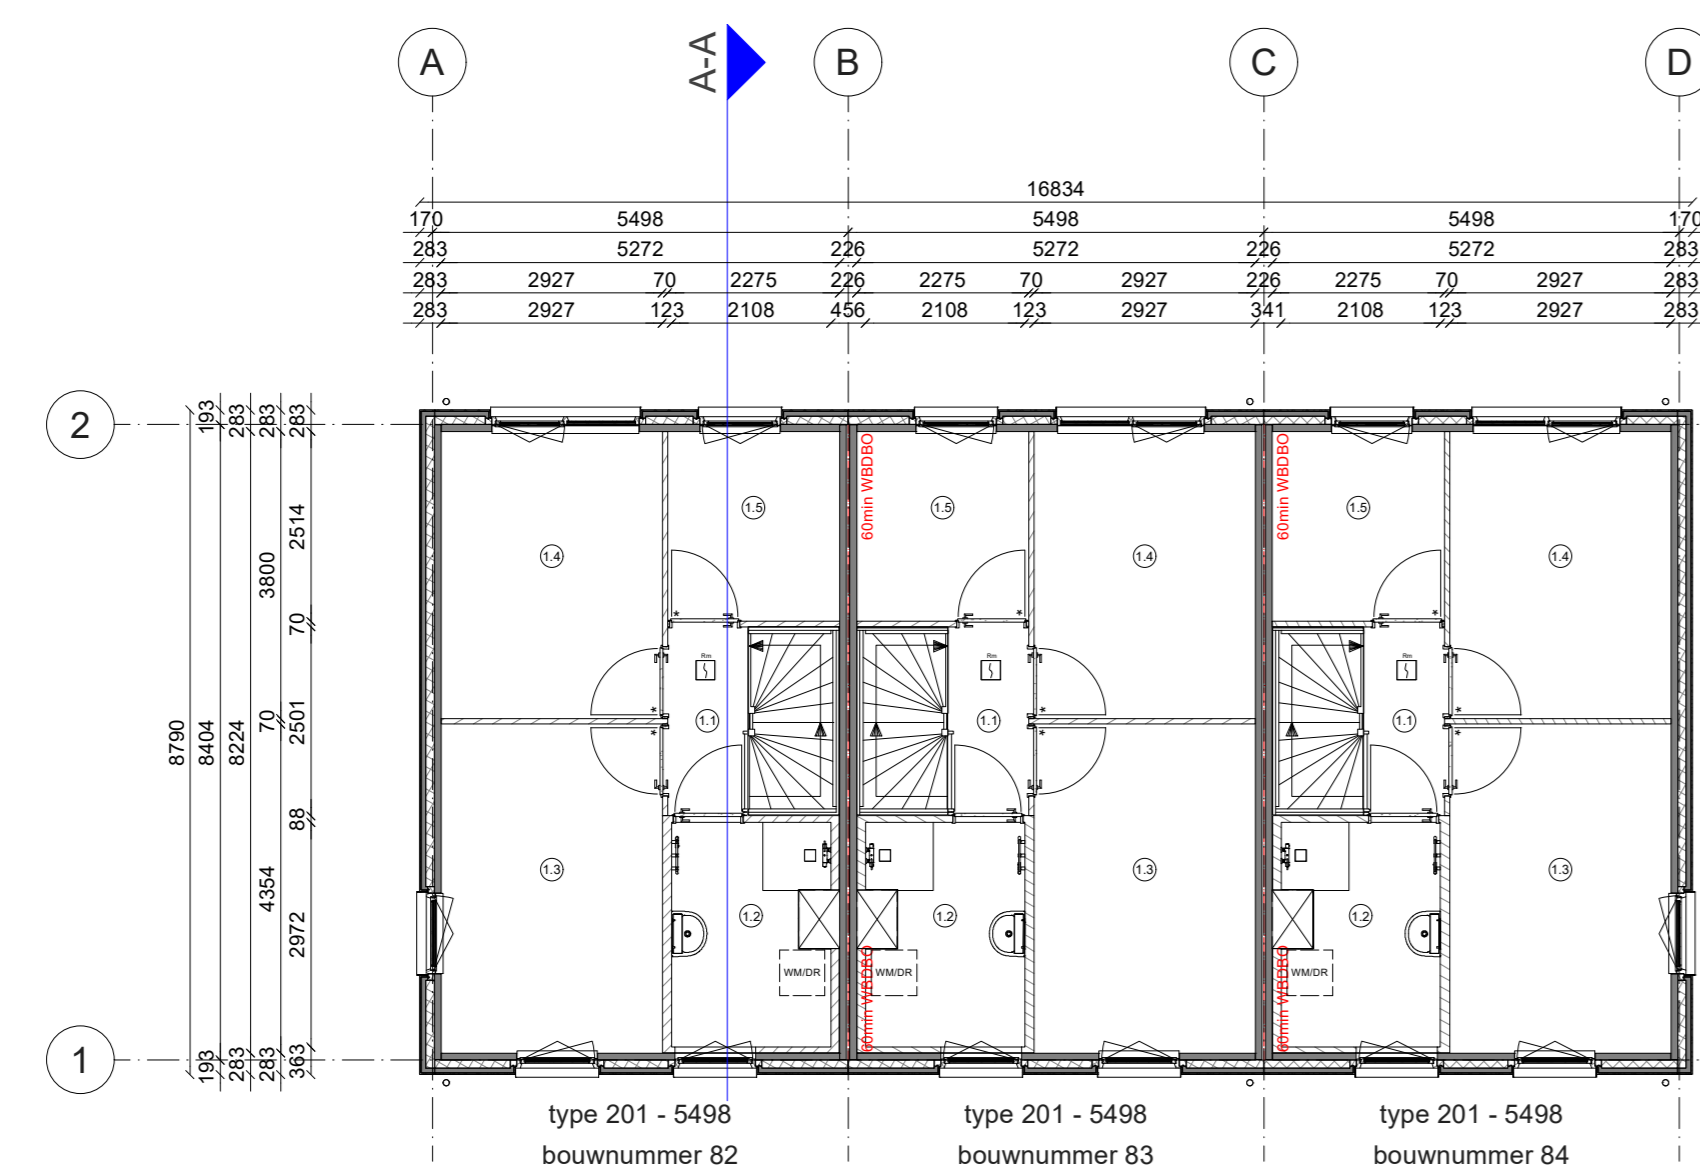 A
A-A
B
C
D
16834
170 5498 5498 5498 170
283 5272 226 5272 226 5272 283
283 2927 70 2275 226 2275 70 2927 226 2275 70 2927 283
283 2927 123 2108 456 2108 123 2927 341 2108 123 2927 283
2
1
8790
193 8404 193
283 8224 283
283 3800 70 4354 283
283 2514 70 2501 88 2972 363
1.5
1.4
*
Rm
1.1
*
*
1.3
1.2
WM/DR
60min WBDBO
1.5
1.4
*
Rm
1.1
*
*
1.3
1.2
WM/DR
60min WBDBO
60min WBDBO
1.5
1.4
*
Rm
1.1
*
*
1.3
1.2
WM/DR
60min WBDBO
type 201 - 5498
bouwnummer 82
type 201 - 5498
bouwnummer 83
type 201 - 5498
bouwnummer 84